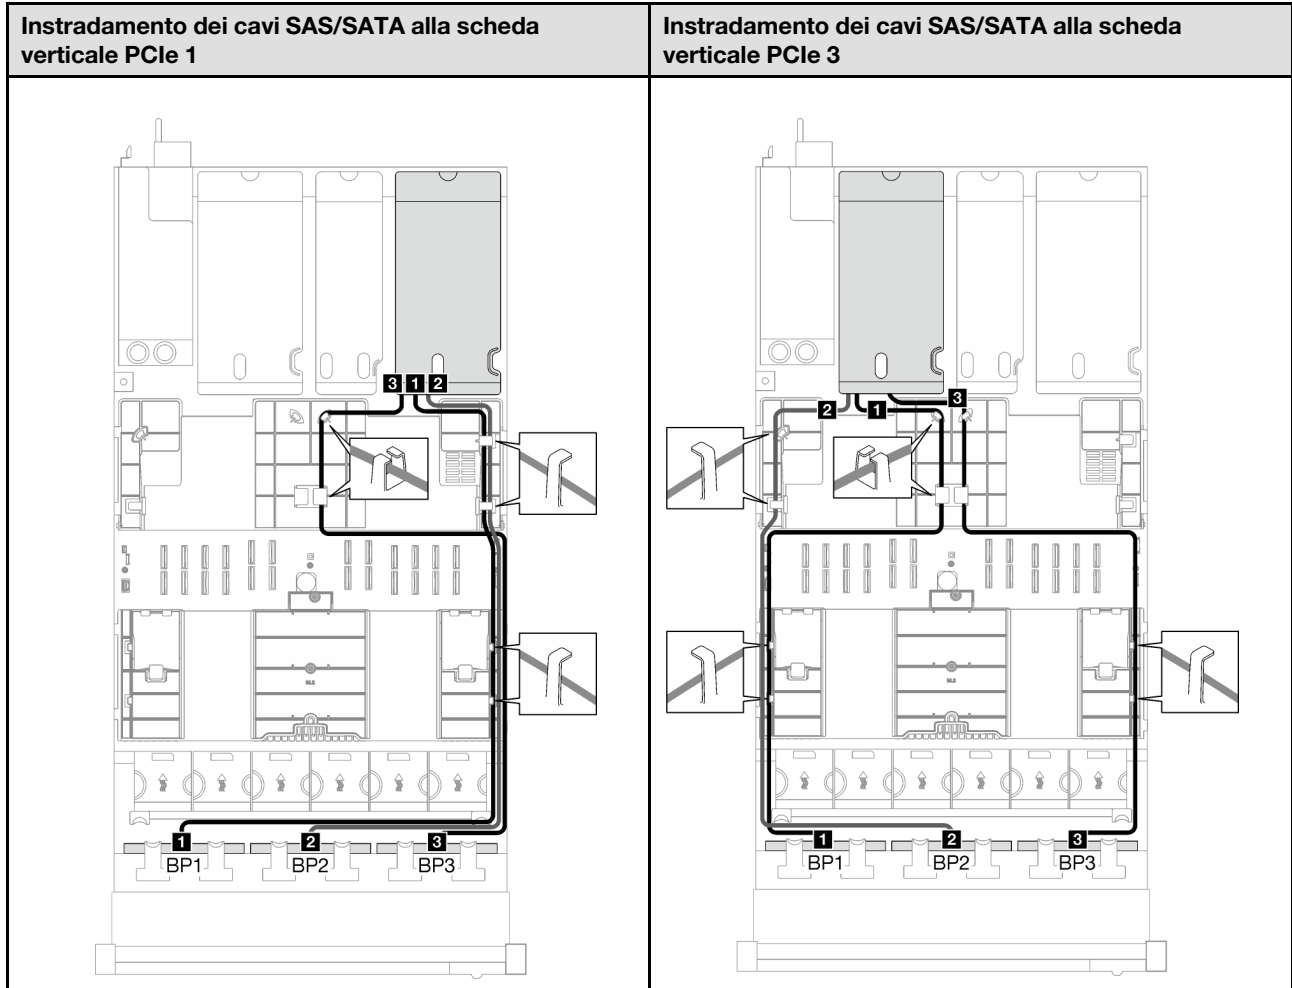 Instradamento dei cavi SAS/SATA alla scheda
verticale PCIe 1
Instradamento dei cavi SAS/SATA alla scheda
verticale PCIe 3
3 1 2
1 2 3
BP1 BP2 BP3
3
2 1
1 2 3
BP1 BP2 BP3